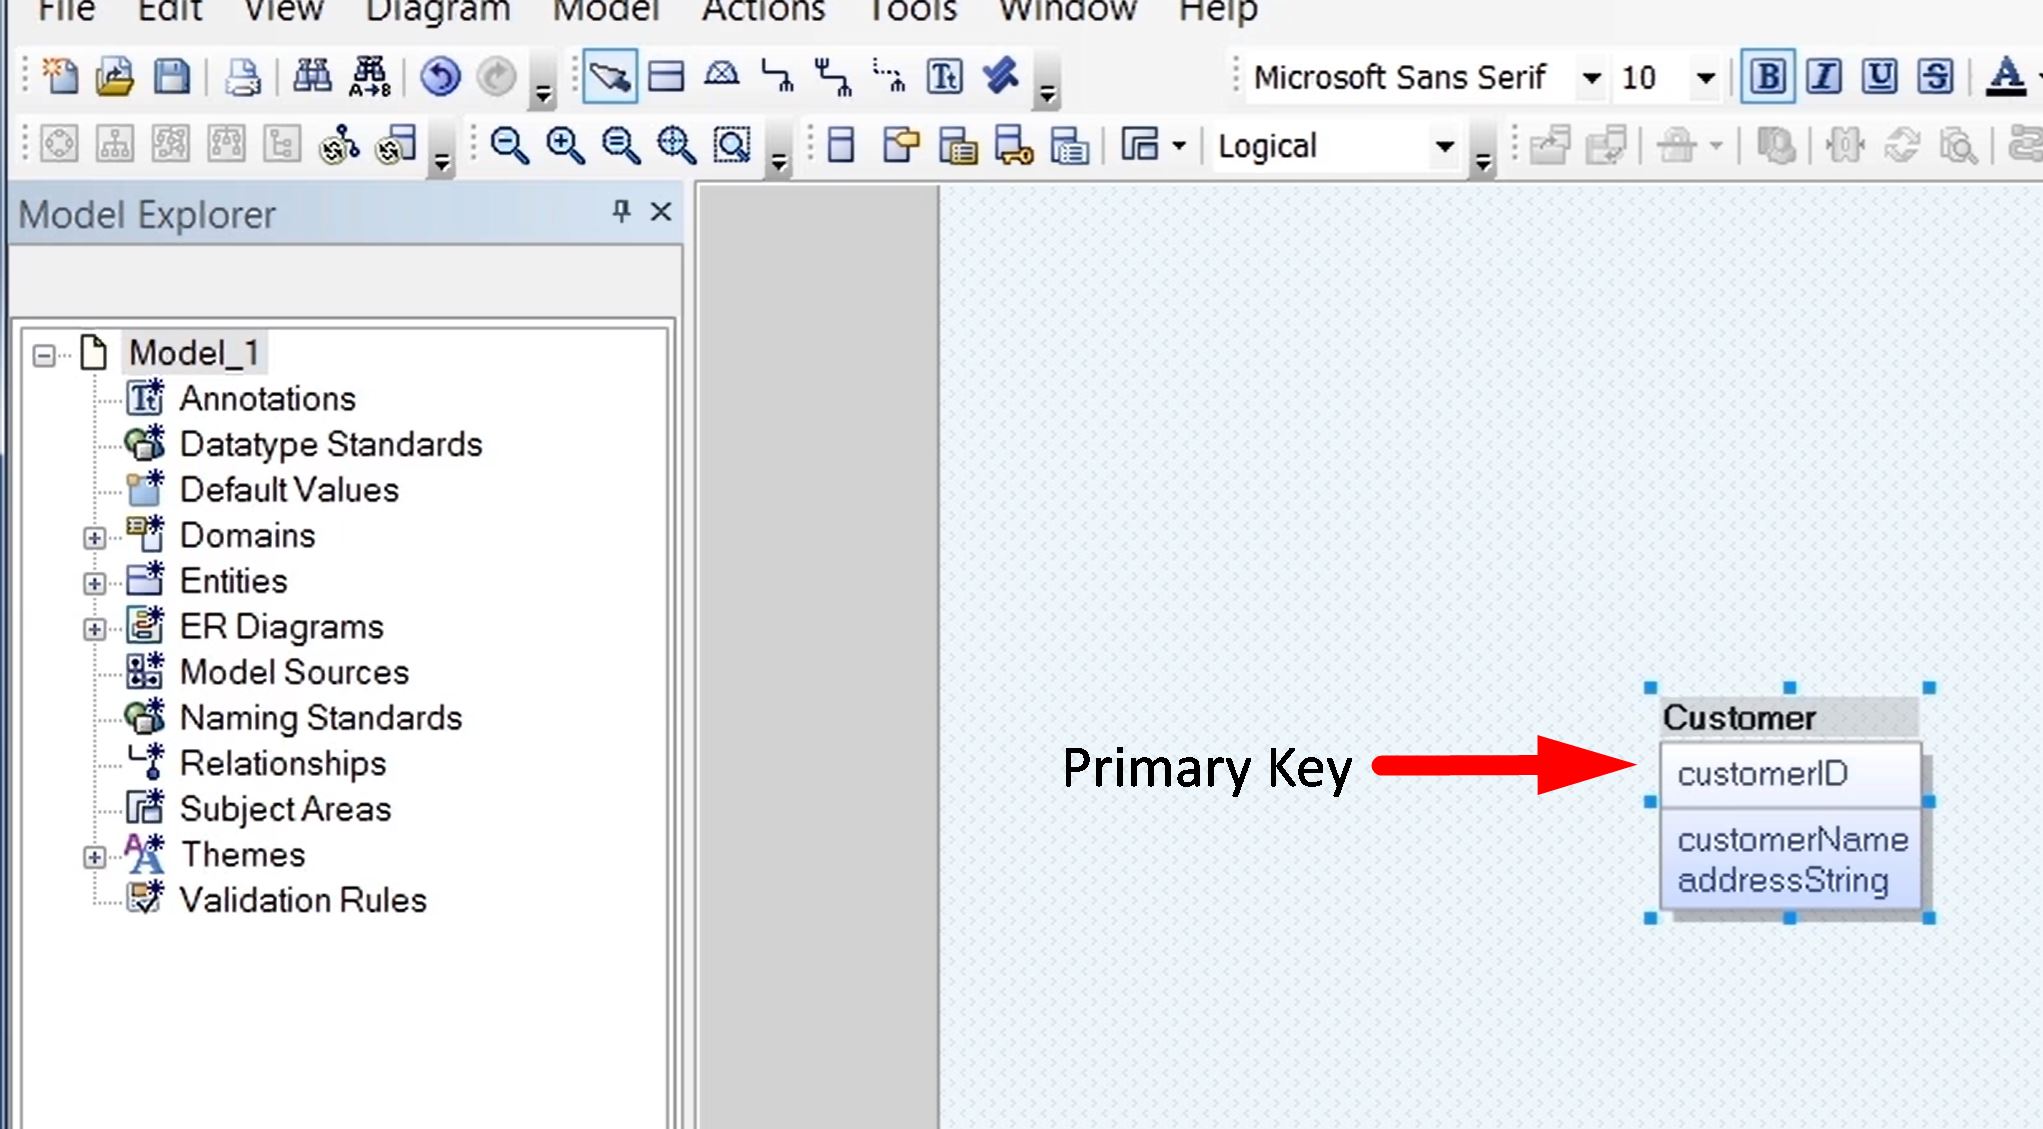 File Edit View Diagram Model Actions Tools Window Help
A→B Tt Microsoft Sans Serif 10 B I U S A
Logical
Model Explorer
Model_1
Annotations
Datatype Standards
Default Values
Domains
Entities
ER Diagrams
Model Sources
Naming Standards
Relationships
Subject Areas
Themes
Validation Rules
Customer
Primary Key
customerID
customerName
addressString